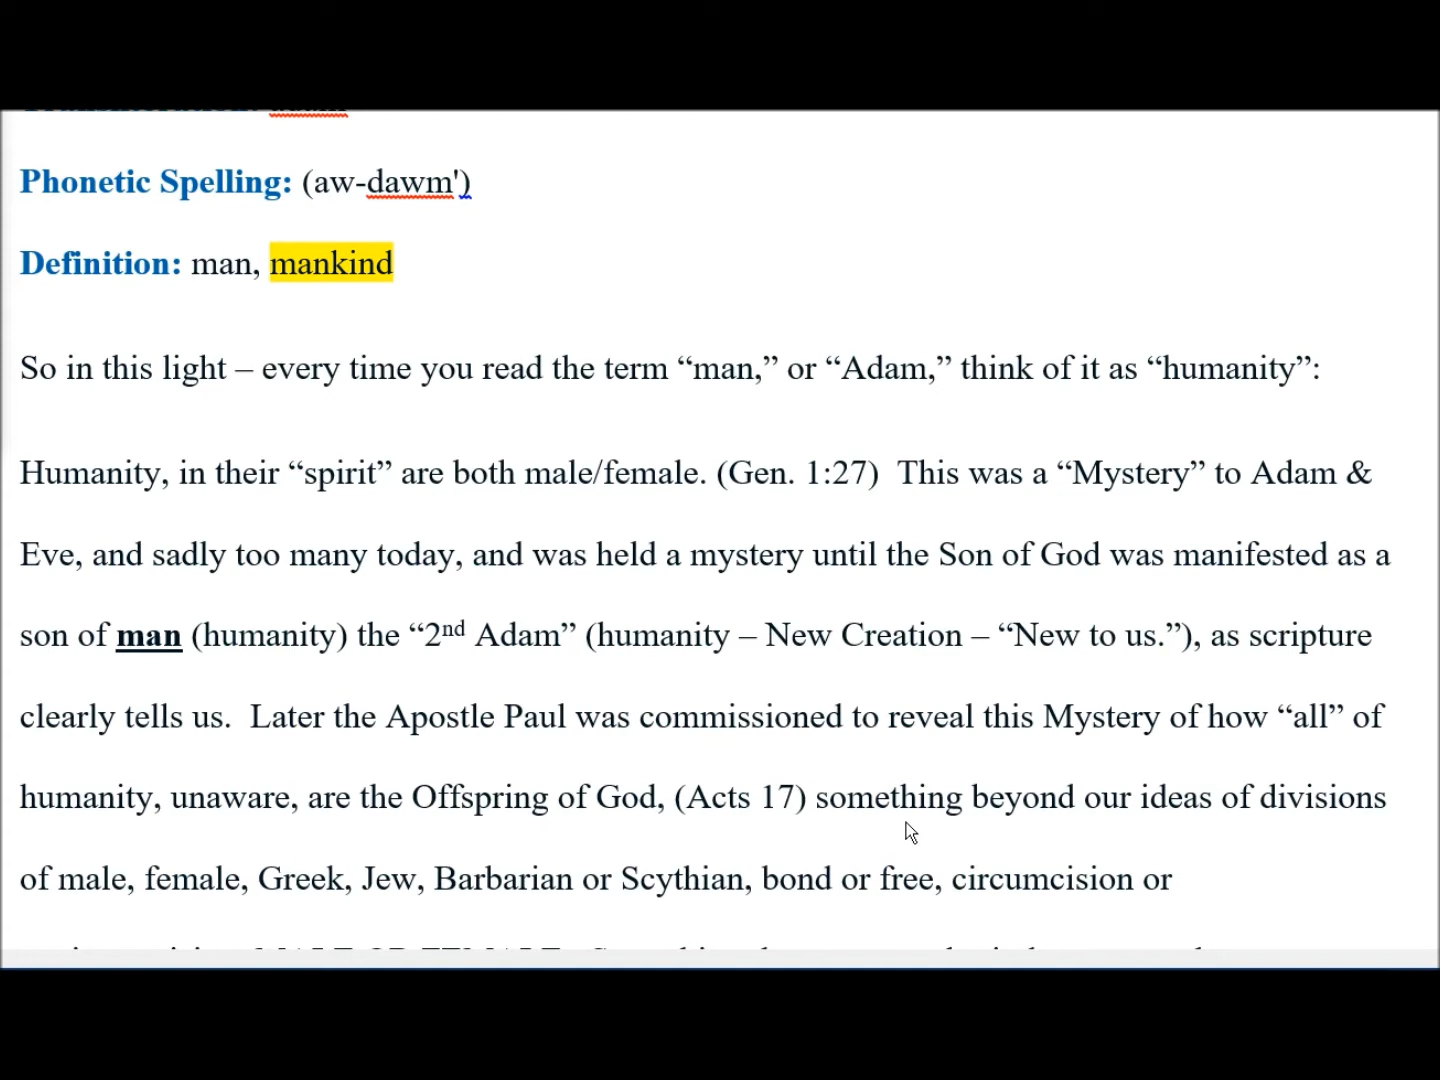 Phonetic Spelling: (aw-dawm')
Definition: man, mankind
So in this light – every time you read the term “man,” or “Adam,” think of it as “humanity”:
Humanity, in their “spirit” are both male/female. (Gen. 1:27)  This was a “Mystery” to Adam &
Eve, and sadly too many today, and was held a mystery until the Son of God was manifested as a
son of man (humanity) the “2nd Adam” (humanity – New Creation – “New to us.”), as scripture
clearly tells us.  Later the Apostle Paul was commissioned to reveal this Mystery of how “all” of
humanity, unaware, are the Offspring of God, (Acts 17) something beyond our ideas of divisions
of male, female, Greek, Jew, Barbarian or Scythian, bond or free, circumcision or